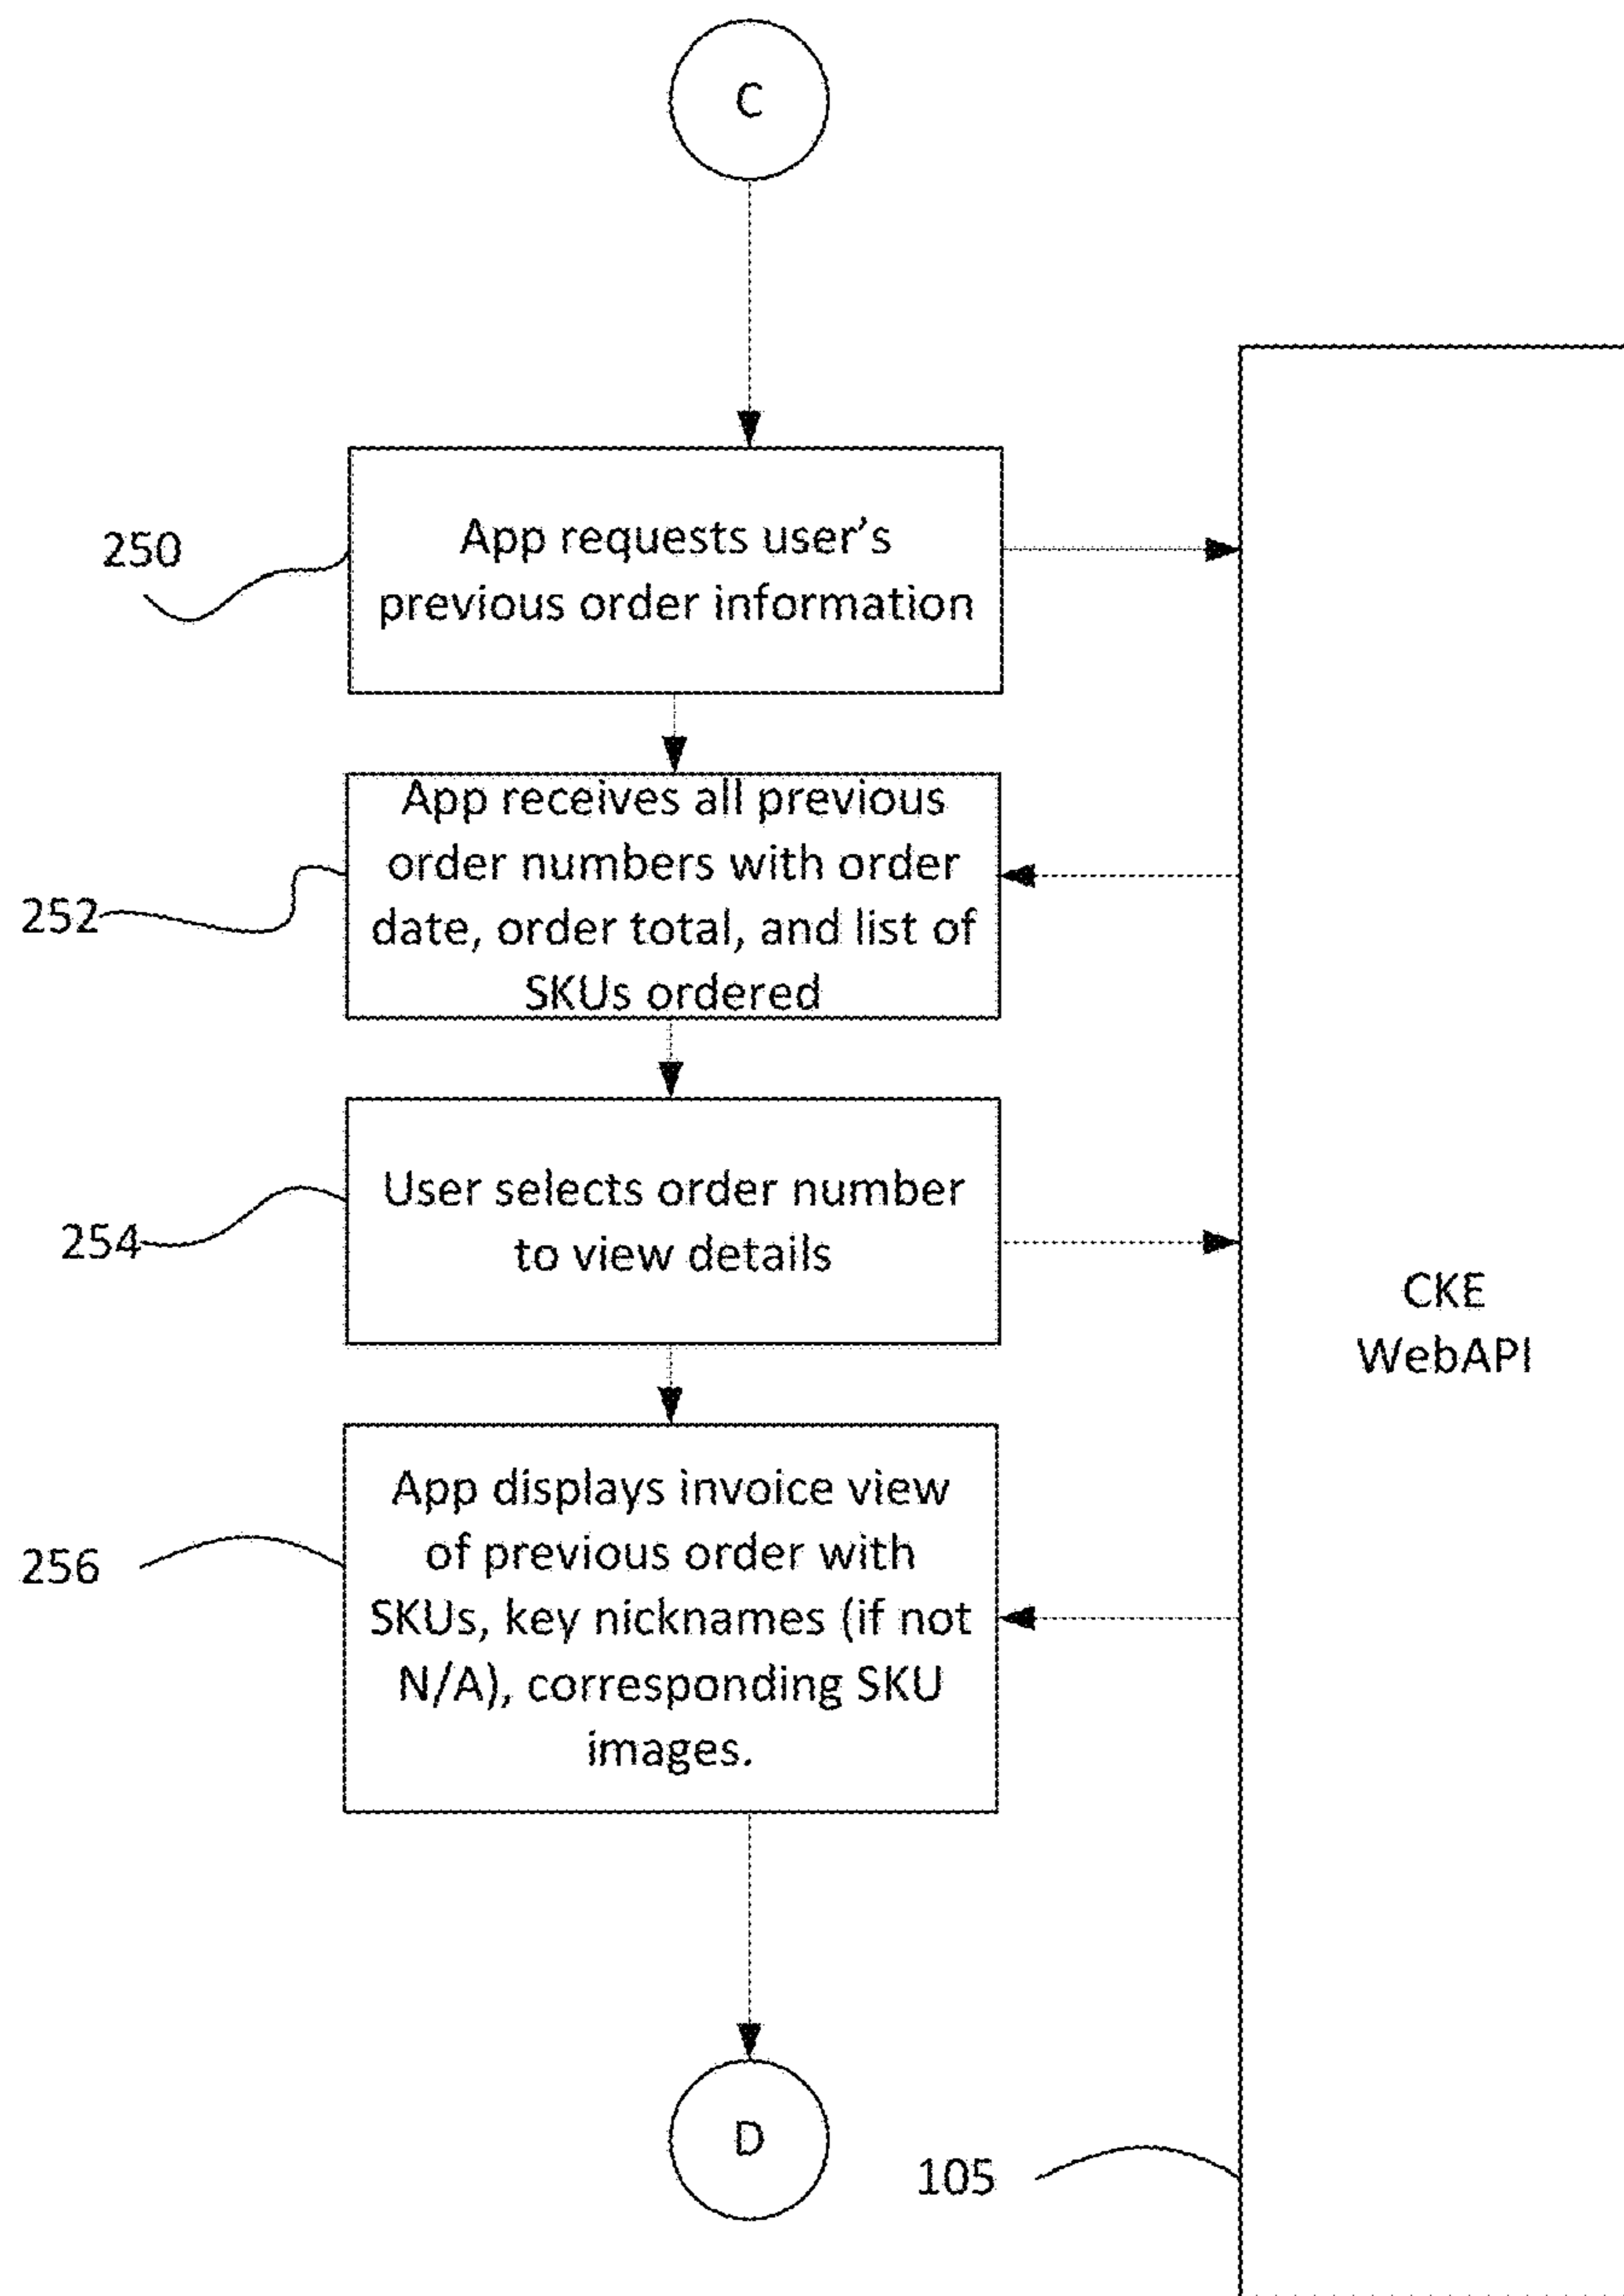 C
250
App requests user's
previous order information
252
App receives all previous
order numbers with order
date, order total, and list of
SKUs ordered
254
User selects order number
to view details
CKE
WebAPI
256
App displays invoice view
of previous order with
SKUs, key nicknames (if not
N/A), corresponding SKU
images.
D
105